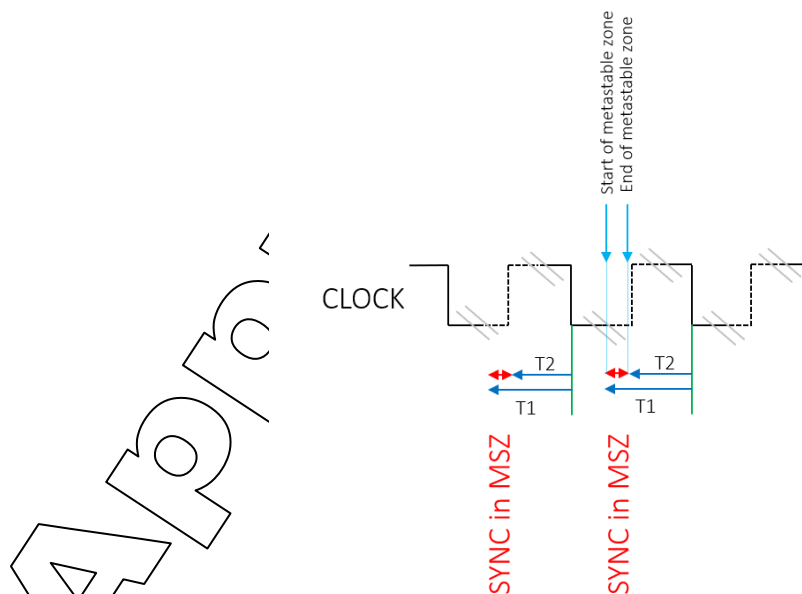 Start of metastable zone
End of metastable zone
CLOCK
T2
T2
T1
T1
SYNC in MSZ
SYNC in MSZ
App